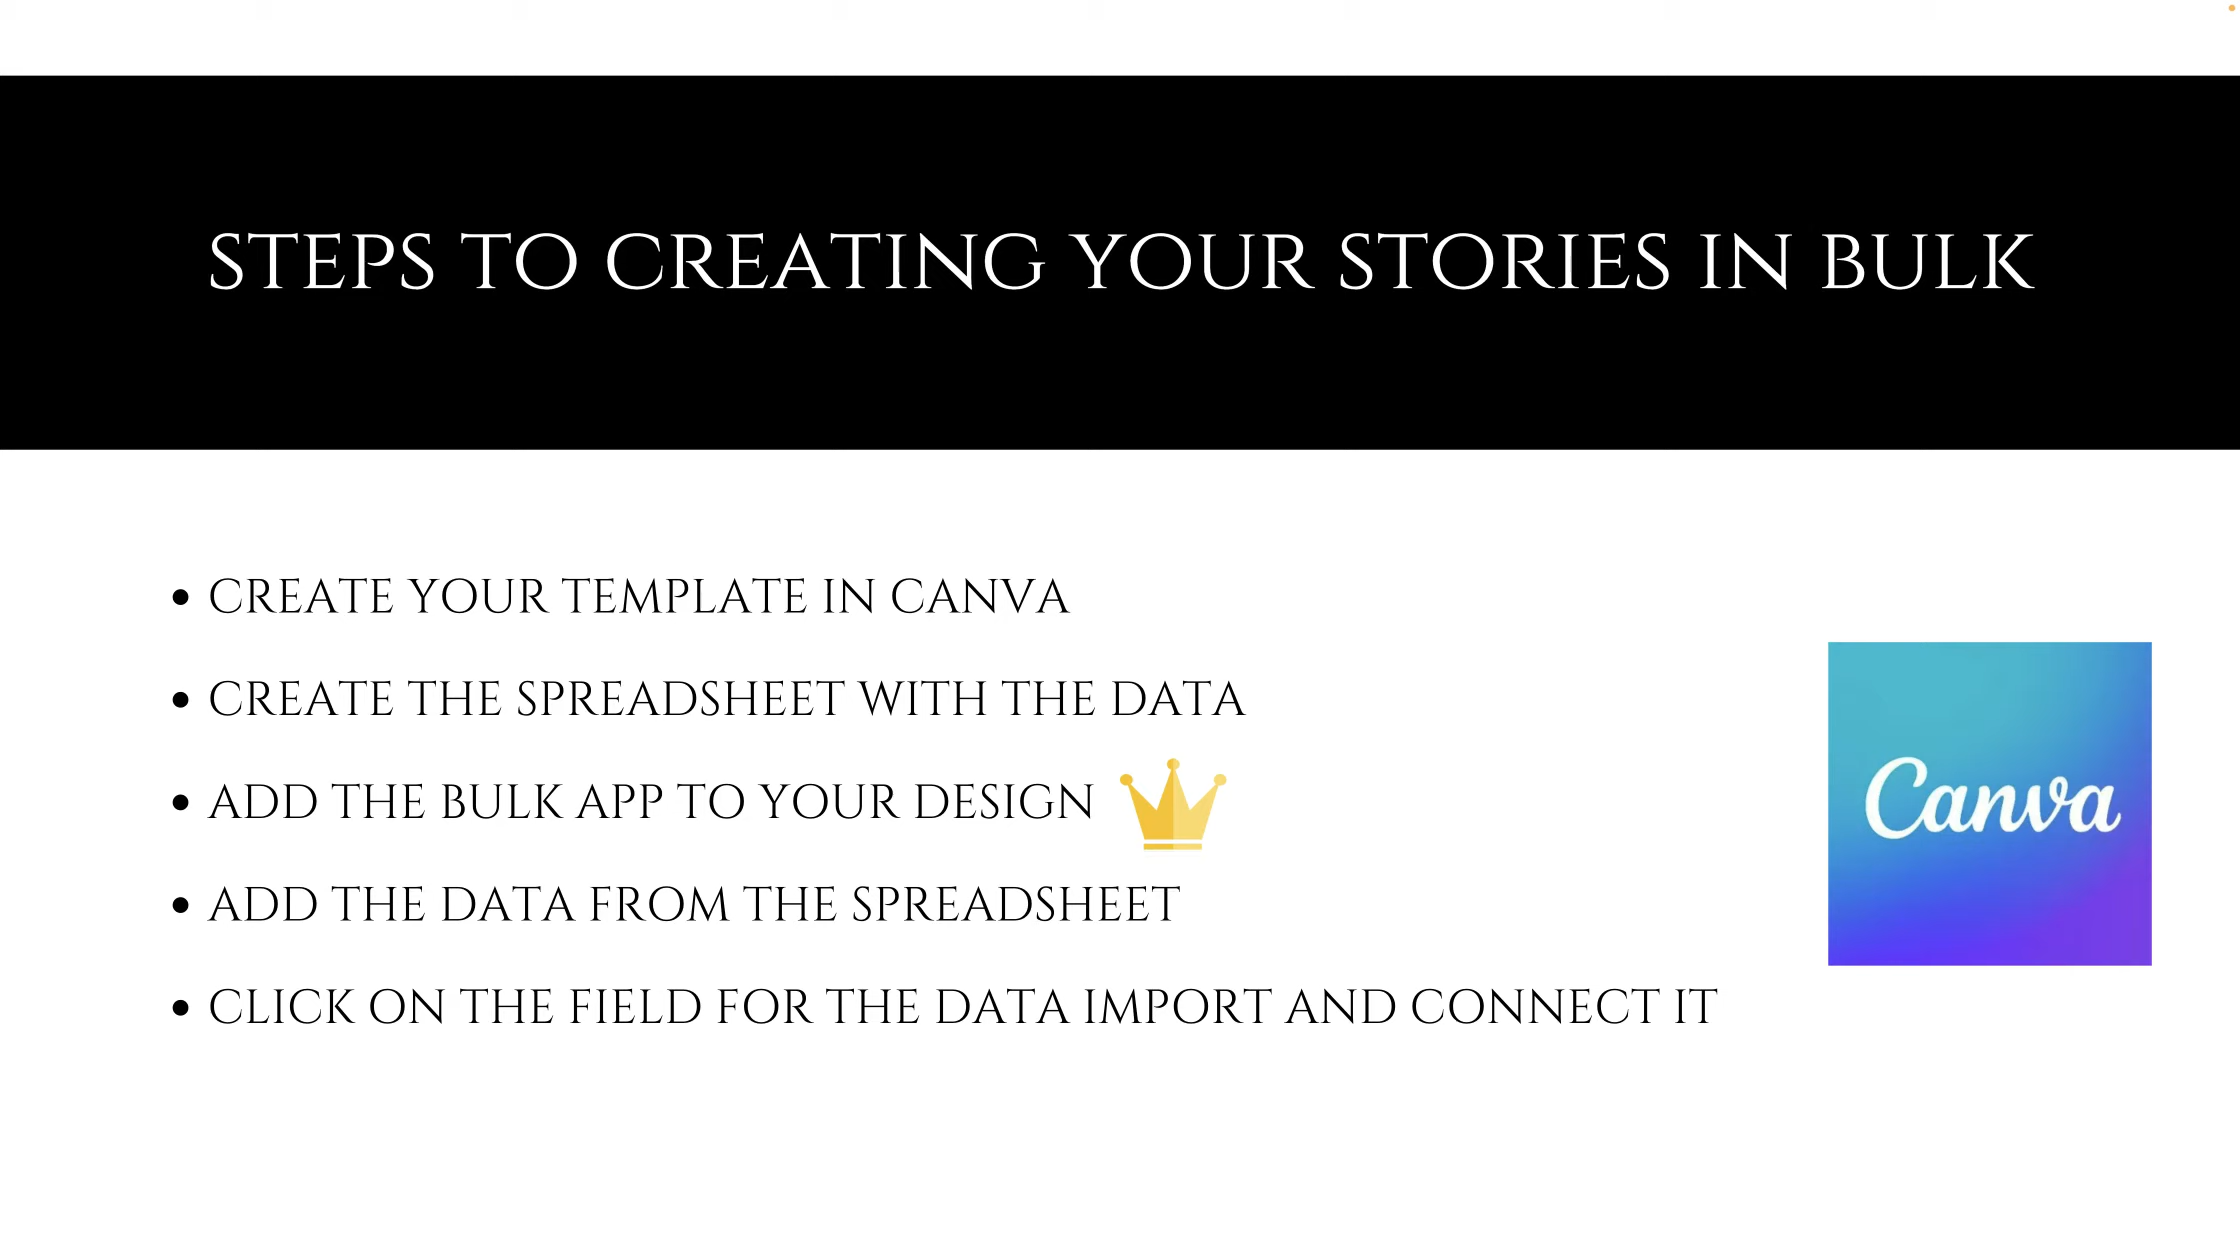 STEPS TO CREATING YOUR STORIES IN BULK
• CREATE YOUR TEMPLATE IN CANVA
• CREATE THE SPREADSHEET WITH THE DATA
• ADD THE BULK APP TO YOUR DESIGN
• ADD THE DATA FROM THE SPREADSHEET
• CLICK ON THE FIELD FOR THE DATA IMPORT AND CONNECT IT
Canva